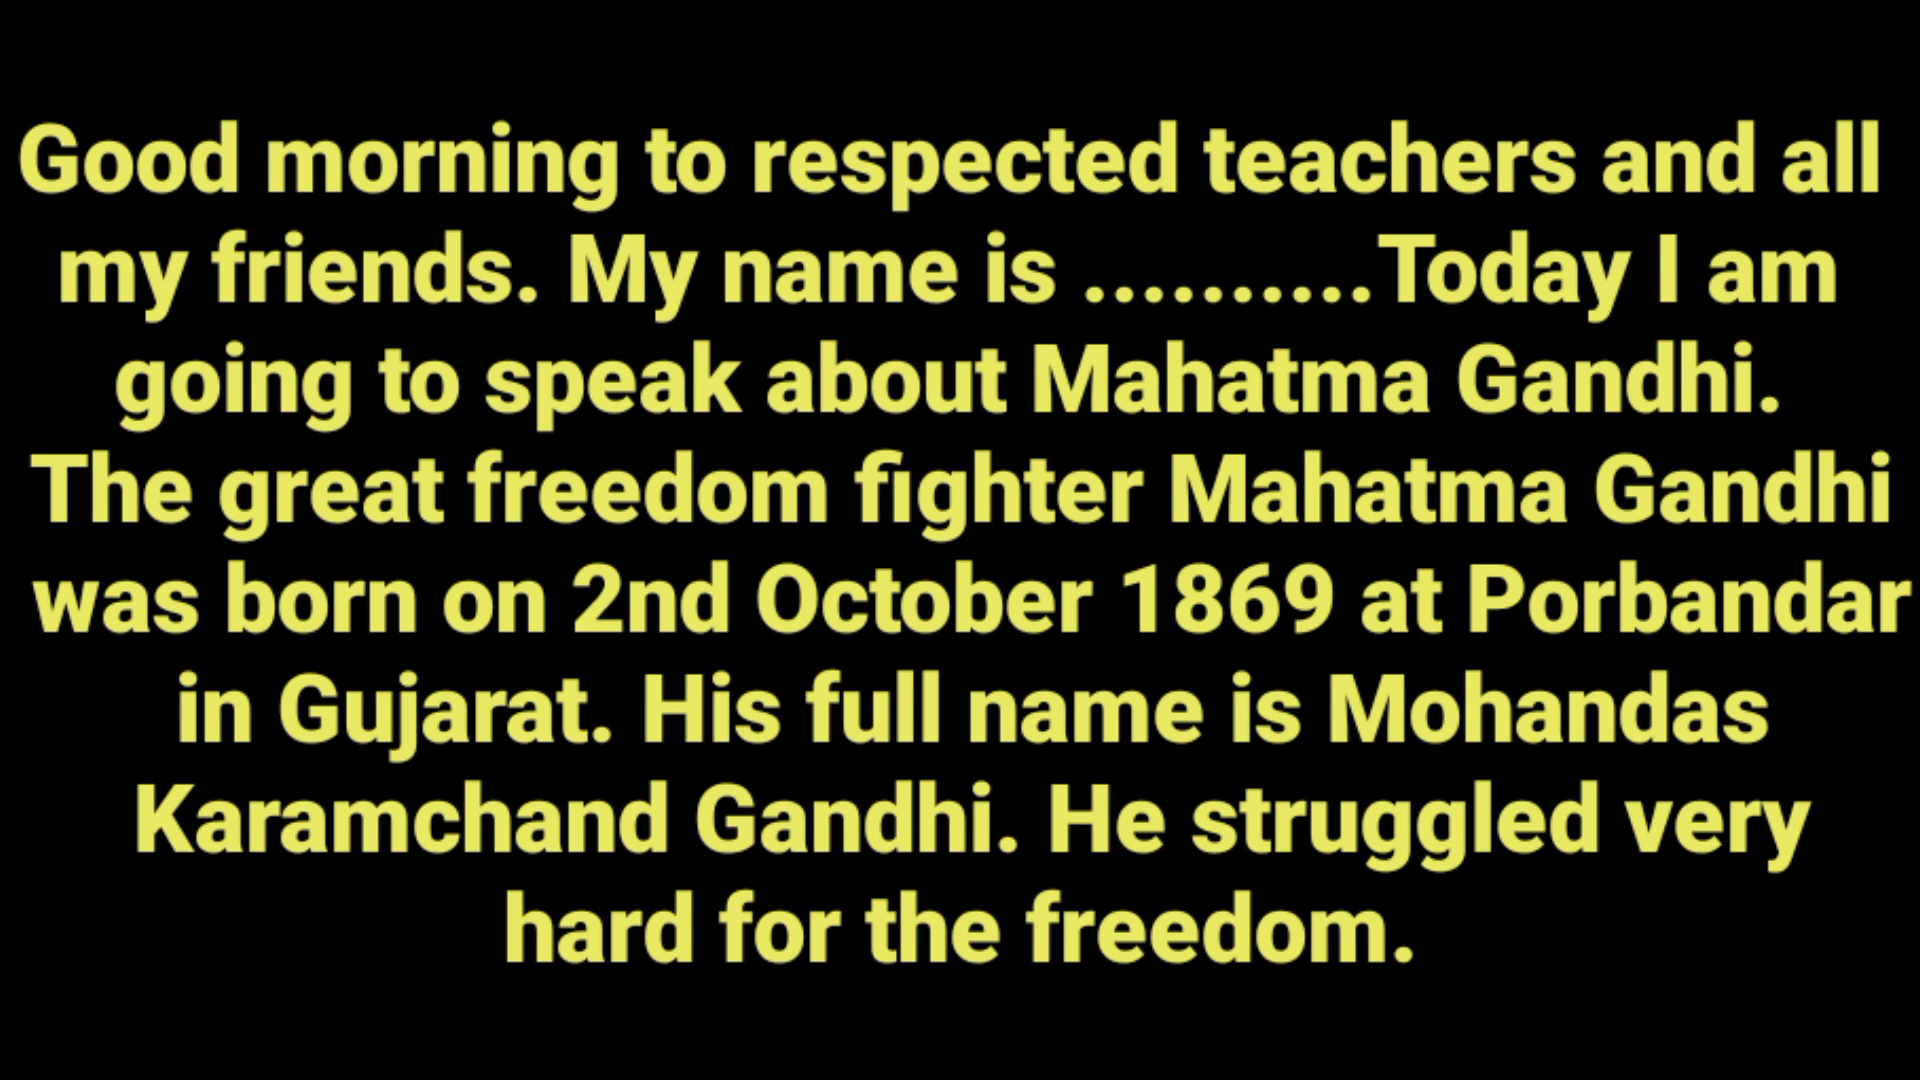 Good morning to respected teachers and all
my friends. My name is ..........Today I am
going to speak about Mahatma Gandhi.
The great freedom fighter Mahatma Gandhi
was born on 2nd October 1869 at Porbandar
in Gujarat. His full name is Mohandas
Karamchand Gandhi. He struggled very
hard for the freedom.